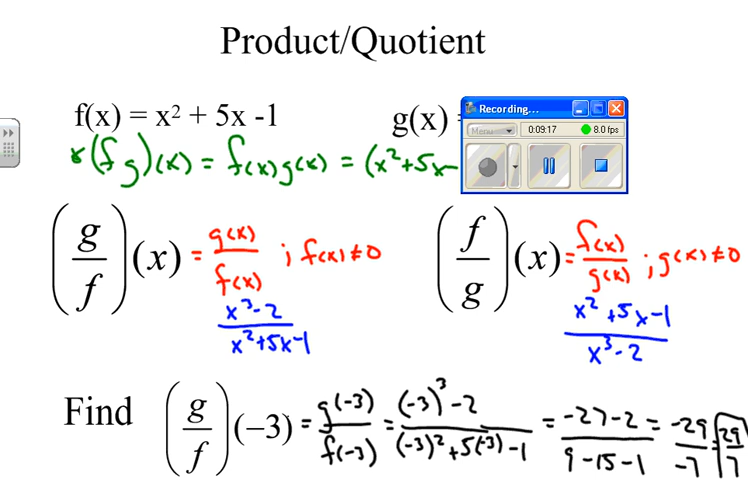 Product/Quotient
f(x) = x² + 5x -1 g(x) =
Recording...
Menu 0:09:17 8.0 fps
*(fg)(x) = f(x)g(x) = (x²+5x-
(g/f)(x) = g(x)/f(x) ; f(x)≠0 (f/g)(x) = f(x)/g(x) ; g(x)≠0
(x³-2)/(x²+5x-1) (x²+5x-1)/(x³-2)
Find (g/f)(-3) = g(-3)/f(-3) = ((-3)³-2)/((-3)²+5(-3)-1) = (-27-2)/(9-15-1) = -29/-7 = 29/7